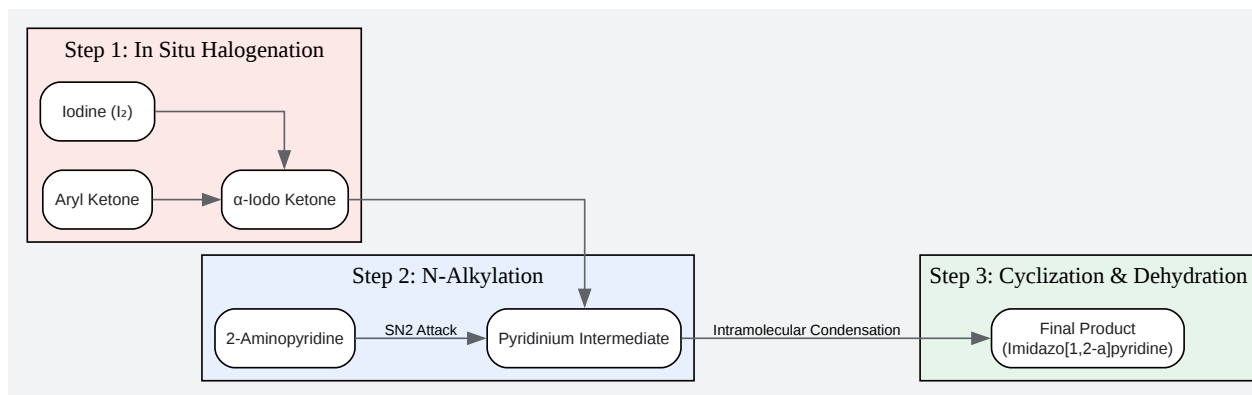 Step 1: In Situ Halogenation
Iodine (I₂)
Aryl Ketone
α-Iodo Ketone
Step 2: N-Alkylation
2-Aminopyridine
SN2 Attack
Pyridinium Intermediate
Intramolecular Condensation
Step 3: Cyclization & Dehydration
Final Product
(Imidazo[1,2-a]pyridine)